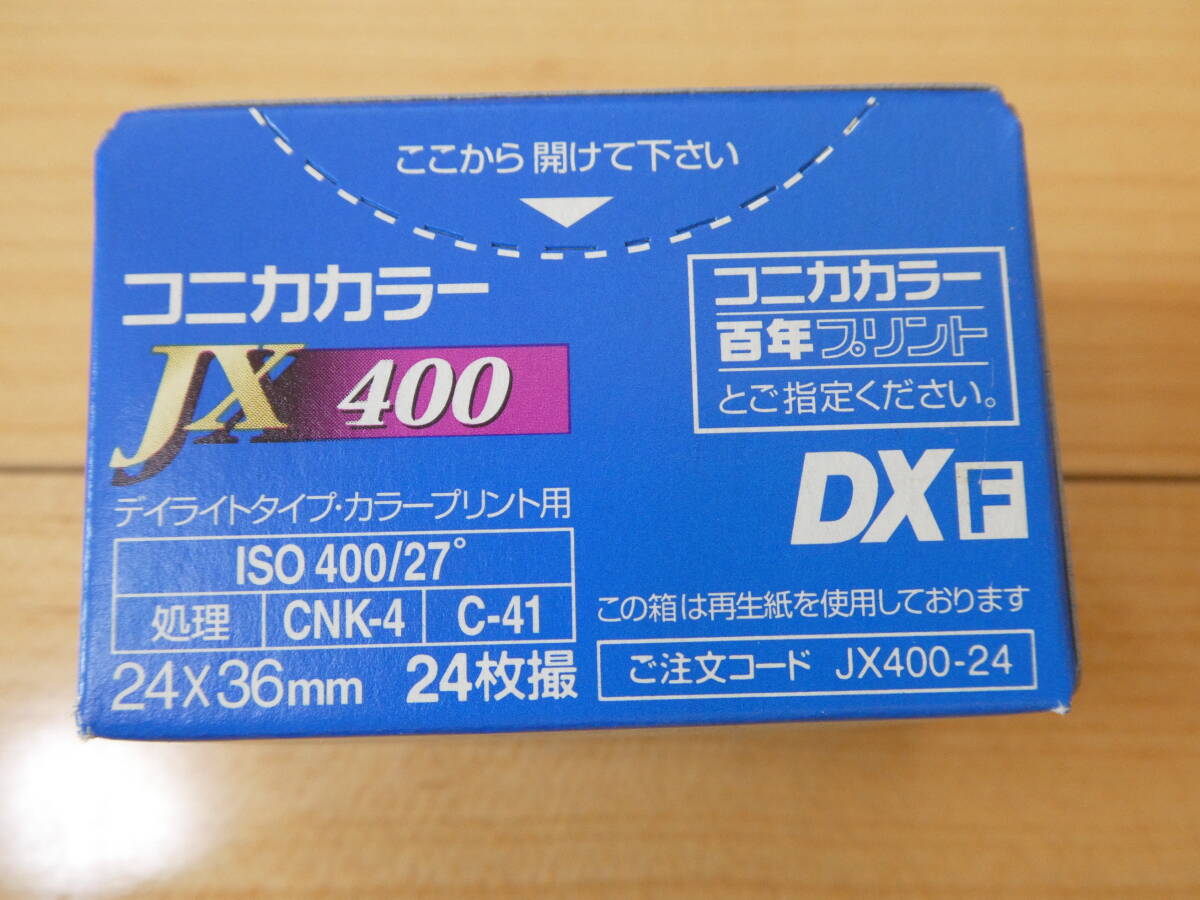 ここから開けて下さい
コニカカラー
JX 400
デイライトタイプ・カラープリント用
ISO 400/27°
処理 CNK-4 C-41
24X36mm 24枚撮
コニカカラー
百年プリント
とご指定ください。
DX F
この箱は再生紙を使用しております
ご注文コード JX400-24